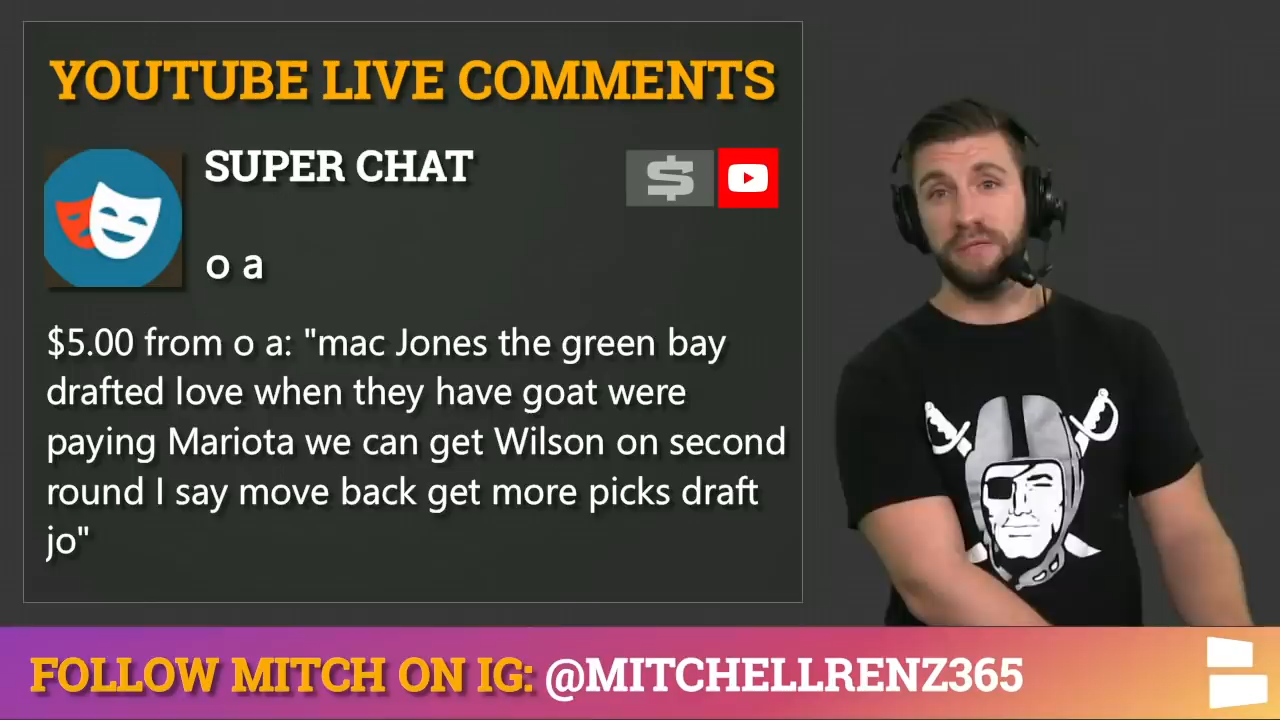 YOUTUBE LIVE COMMENTS
SUPER CHAT
o a
$5.00 from o a: "mac Jones the green bay
drafted love when they have goat were
paying Mariota we can get Wilson on second
round I say move back get more picks draft
jo"
FOLLOW MITCH ON IG: @MITCHELLRENZ365